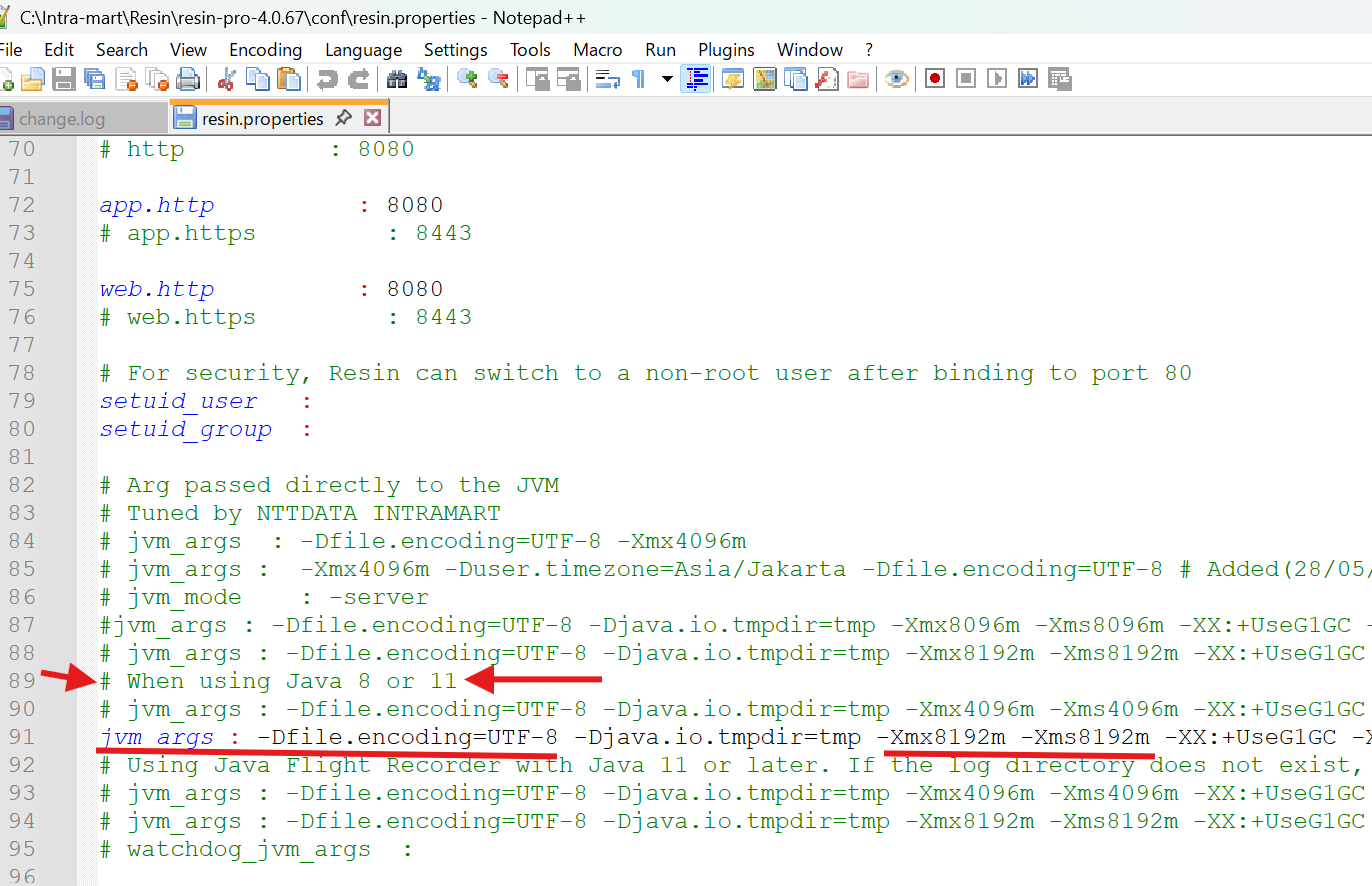 C:\Intra-mart\Resin\resin-pro-4.0.67\conf\resin.properties - Notepad++
File Edit Search View Encoding Language Settings Tools Macro Run Plugins Window ?
change.log resin.properties
70 # http : 8080
71
72 app.http : 8080
73 # app.https : 8443
74
75 web.http : 8080
76 # web.https : 8443
77
78 # For security, Resin can switch to a non-root user after binding to port 80
79 setuid_user :
80 setuid_group :
81
82 # Arg passed directly to the JVM
83 # Tuned by NTTDATA INTRAMART
84 # jvm_args : -Dfile.encoding=UTF-8 -Xmx4096m
85 # jvm_args : -Xmx4096m -Duser.timezone=Asia/Jakarta -Dfile.encoding=UTF-8 # Added(28/05/
86 # jvm_mode : -server
87 #jvm_args : -Dfile.encoding=UTF-8 -Djava.io.tmpdir=tmp -Xmx8096m -Xms8096m -XX:+UseG1GC -
88 # jvm_args : -Dfile.encoding=UTF-8 -Djava.io.tmpdir=tmp -Xmx8192m -Xms8192m -XX:+UseG1GC
89 # When using Java 8 or 11
90 # jvm_args : -Dfile.encoding=UTF-8 -Djava.io.tmpdir=tmp -Xmx4096m -Xms4096m -XX:+UseG1GC
91 jvm_args : -Dfile.encoding=UTF-8 -Djava.io.tmpdir=tmp -Xmx8192m -Xms8192m -XX:+UseG1GC -X
92 # Using Java Flight Recorder with Java 11 or later. If the log directory does not exist,
93 # jvm_args : -Dfile.encoding=UTF-8 -Djava.io.tmpdir=tmp -Xmx4096m -Xms4096m -XX:+UseG1GC
94 # jvm_args : -Dfile.encoding=UTF-8 -Djava.io.tmpdir=tmp -Xmx8192m -Xms8192m -XX:+UseG1GC
95 # watchdog_jvm_args :
96